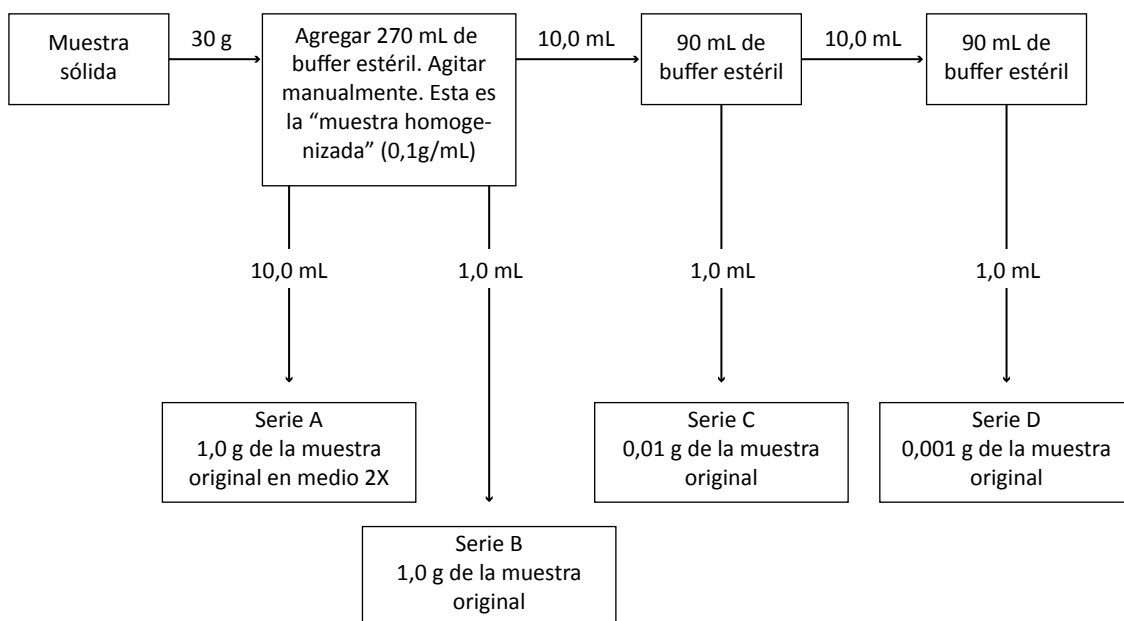 Muestra
sólida
30 g
Agregar 270 mL de
buffer estéril. Agitar
manualmente. Esta es
la “muestra homoge-
nizada” (0,1g/mL)
10,0 mL
90 mL de
buffer estéril
10,0 mL
90 mL de
buffer estéril
10,0 mL
1,0 mL
1,0 mL
1,0 mL
Serie A
1,0 g de la muestra
original en medio 2X
Serie B
1,0 g de la muestra
original
Serie C
0,01 g de la muestra
original
Serie D
0,001 g de la muestra
original